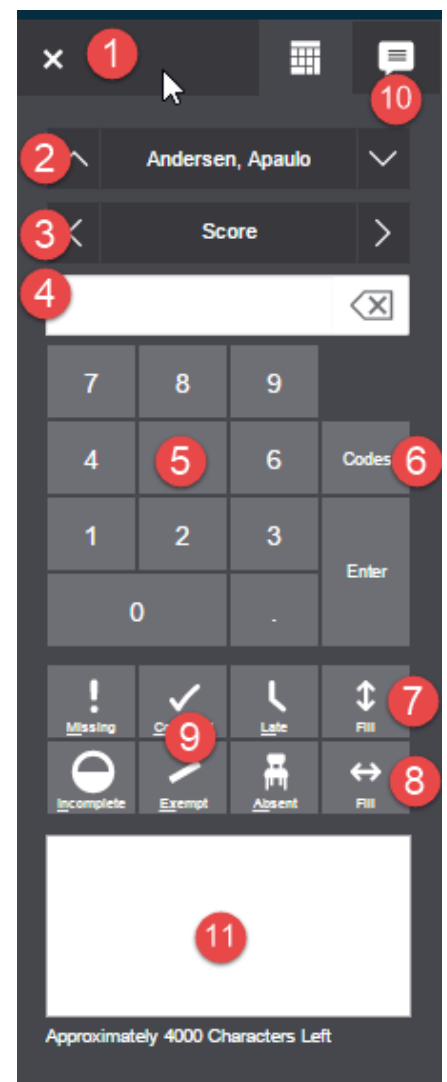 1
10
2 Andersen, Apaulo
3 Score
4
7 8 9
4 5 6 Codes 6
1 2 3
Enter
0 .
Missing Late Fill 7
9
Incomplete Exempt Absent Fill 8
11
Approximately 4000 Characters Left